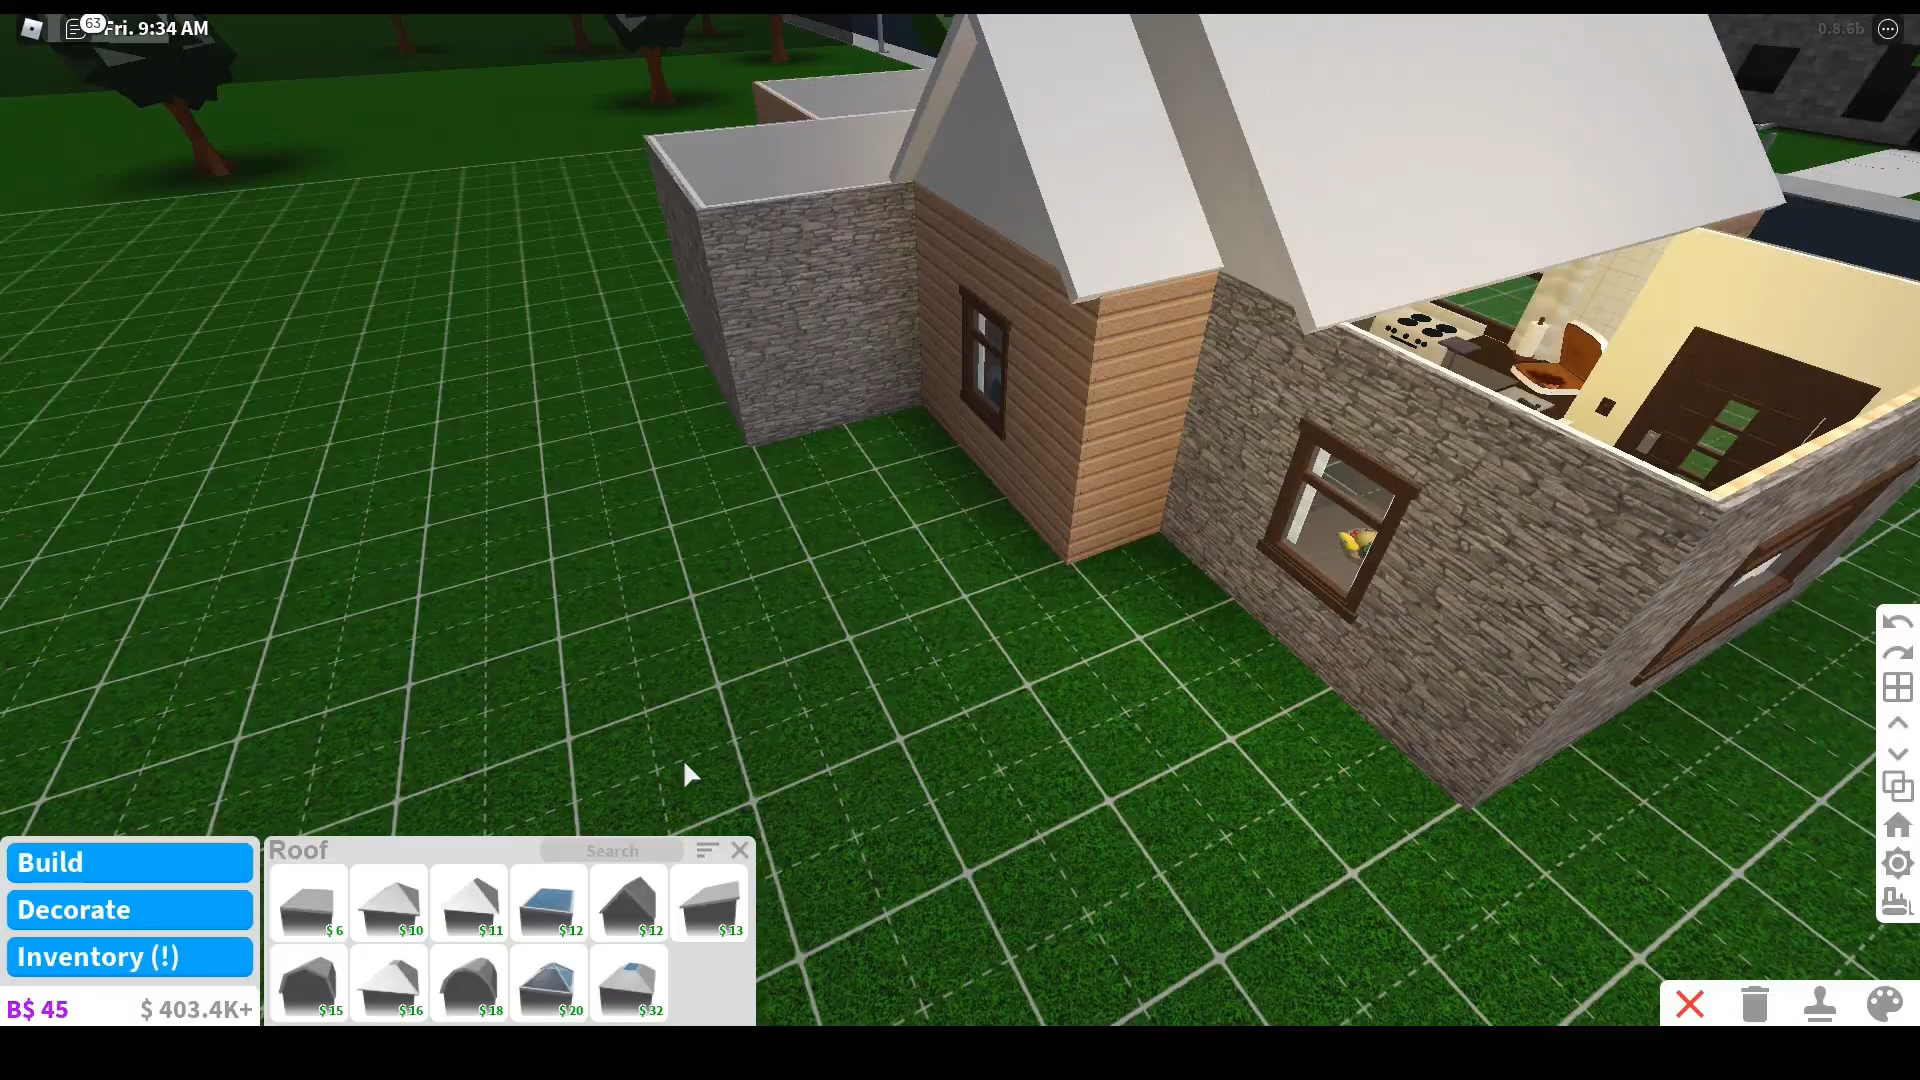 63
Fri. 9:34 AM
0.8.6b
Build
Decorate
Inventory (!)
B$ 45
$ 403.4K+
Roof
Search
$ 6
$10
$11
$12
$12
$13
$15
$16
$18
$20
$32